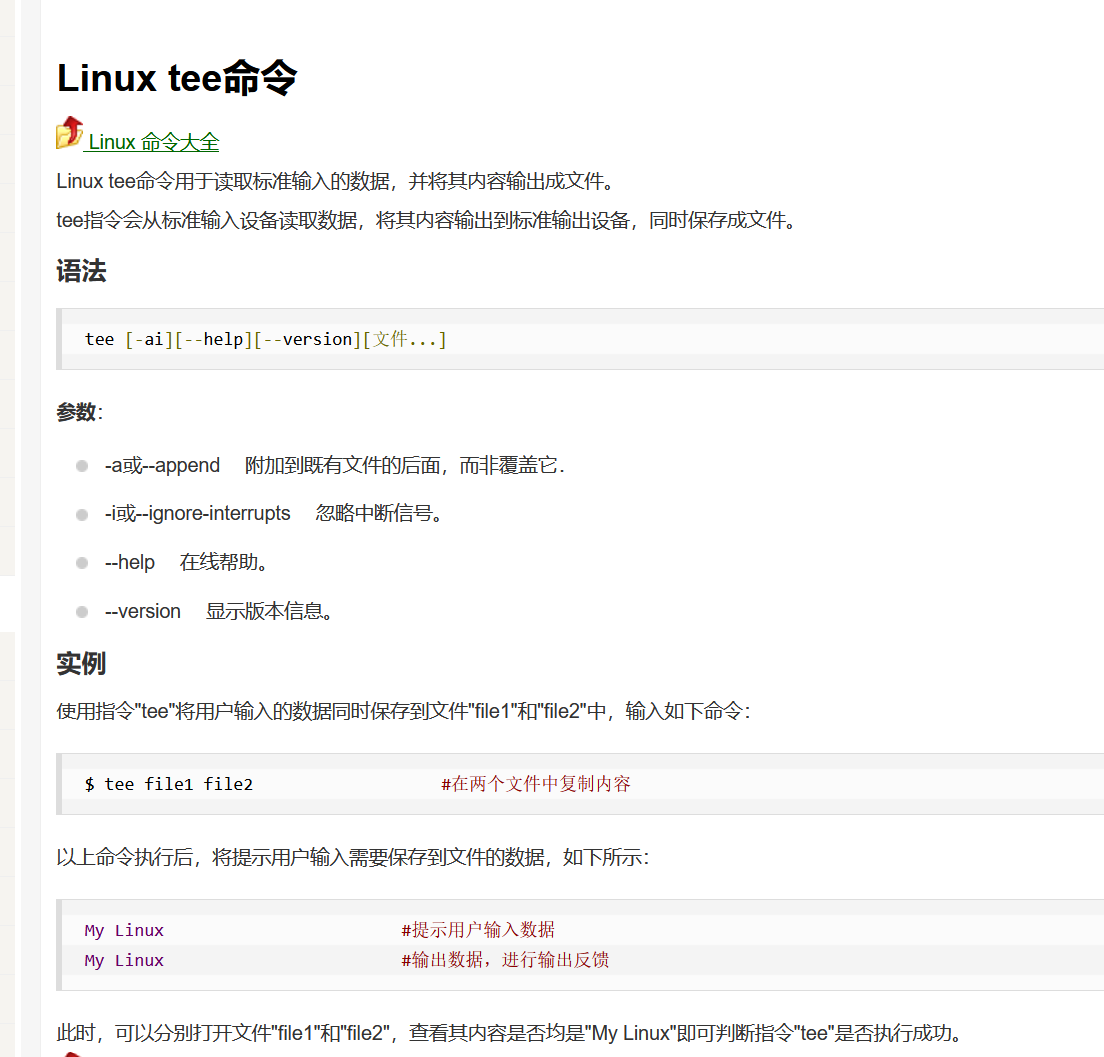 Linux tee命令
Linux 命令大全
Linux tee命令用于读取标准输入的数据，并将其内容输出成文件。
tee指令会从标准输入设备读取数据，将其内容输出到标准输出设备，同时保存成文件。
语法
tee [-ai][--help][--version][文件...]
参数：
-a或--append　附加到既有文件的后面，而非覆盖它．
-i或--ignore-interrupts　忽略中断信号。
--help　在线帮助。
--version　显示版本信息。
实例
使用指令"tee"将用户输入的数据同时保存到文件"file1"和"file2"中，输入如下命令：
$ tee file1 file2                   #在两个文件中复制内容
以上命令执行后，将提示用户输入需要保存到文件的数据，如下所示：
My Linux                        #提示用户输入数据
My Linux                        #输出数据，进行输出反馈
此时，可以分别打开文件"file1"和"file2"，查看其内容是否均是"My Linux"即可判断指令"tee"是否执行成功。